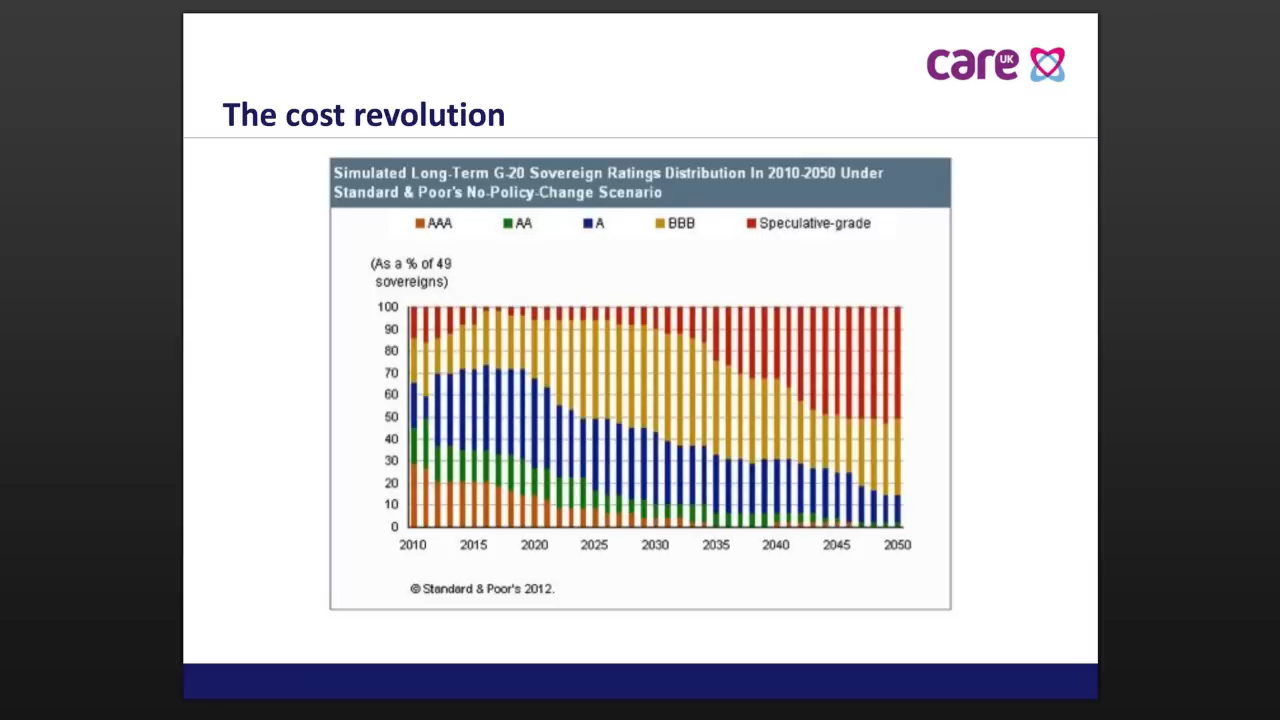 care UK
The cost revolution
Simulated Long-Term G-20 Sovereign Ratings Distribution In 2010-2050 Under
Standard & Poor's No-Policy-Change Scenario
AAA AA A BBB Speculative-grade
(As a % of 49
sovereigns)
100
90
80
70
60
50
40
30
20
10
0
2010 2015 2020 2025 2030 2035 2040 2045 2050
© Standard & Poor's 2012.